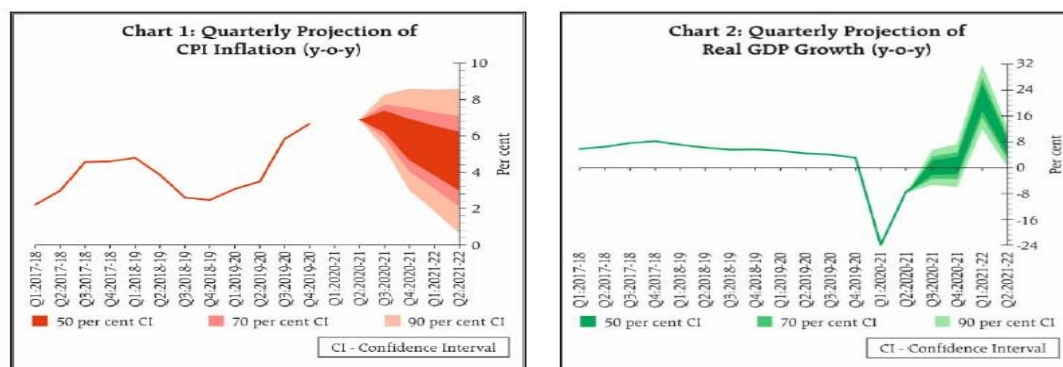 Chart 1: Quarterly Projection of
CPI Inflation (y-o-y)
10
8
6
4
2
0
Per cent
Q1:2017-18
Q2:2017-18
Q3:2017-18
Q4:2017-18
Q1:2018-19
Q2:2018-19
Q3:2018-19
Q4:2018-19
Q1:2019-20
Q2:2019-20
Q3:2019-20
Q4:2019-20
Q1:2020-21
Q2:2020-21
Q3:2020-21
Q4:2020-21
Q1:2021-22
Q2:2021-22
50 per cent CI 70 per cent CI 90 per cent CI
CI - Confidence Interval
Chart 2: Quarterly Projection of
Real GDP Growth (y-o-y)
32
24
16
8
0
-8
-16
-24
Per cent
Q1:2017-18
Q2:2017-18
Q3:2017-18
Q4:2017-18
Q1:2018-19
Q2:2018-19
Q3:2018-19
Q4:2018-19
Q1:2019-20
Q2:2019-20
Q3:2019-20
Q4:2019-20
Q1:2020-21
Q2:2020-21
Q3:2020-21
Q4:2020-21
Q1:2021-22
Q2:2021-22
50 per cent CI 70 per cent CI 90 per cent CI
CI - Confidence Interval